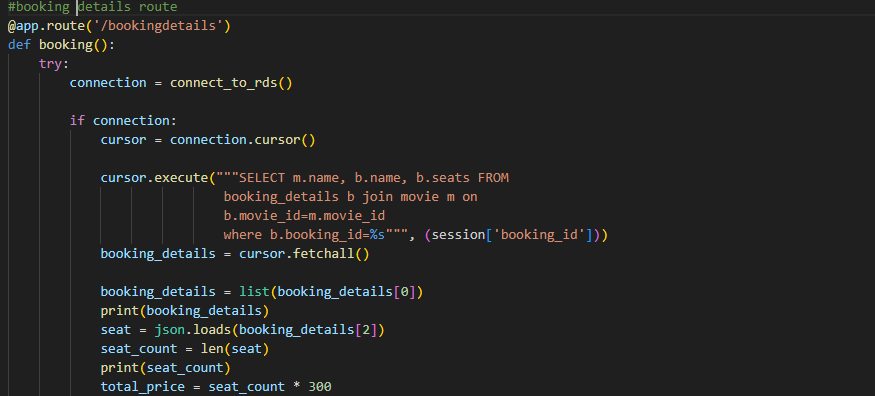 #booking details route
@app.route('/bookingdetails')
def booking():
    try:
        connection = connect_to_rds()

        if connection:
            cursor = connection.cursor()

            cursor.execute("""SELECT m.name, b.name, b.seats FROM
                            booking_details b join movie m on
                            b.movie_id=m.movie_id
                            where b.booking_id=%s""", (session['booking_id']))
            booking_details = cursor.fetchall()

            booking_details = list(booking_details[0])
            print(booking_details)
            seat = json.loads(booking_details[2])
            seat_count = len(seat)
            print(seat_count)
            total_price = seat_count * 300